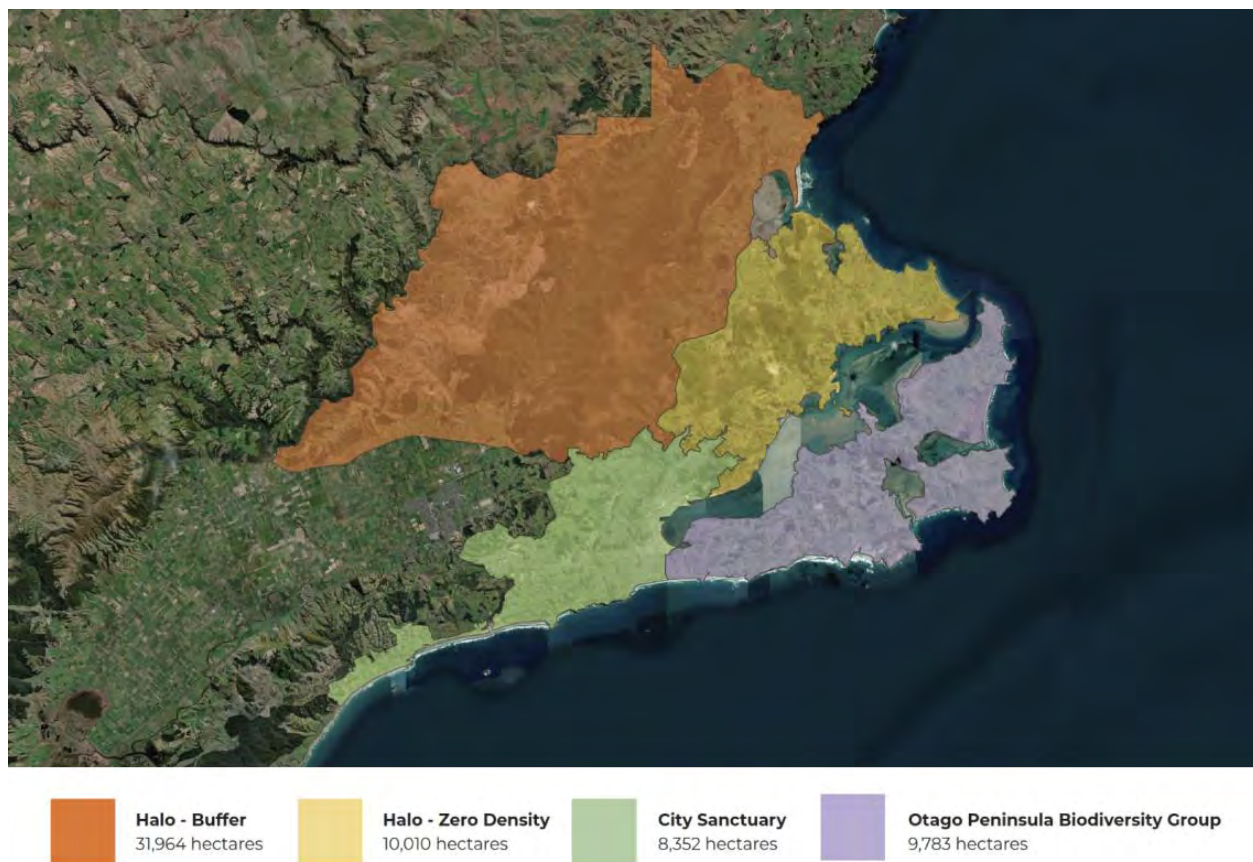 Halo - Buffer
31,964 hectares
Halo - Zero Density
10,010 hectares
City Sanctuary
8,352 hectares
Otago Peninsula Biodiversity Group
9,783 hectares